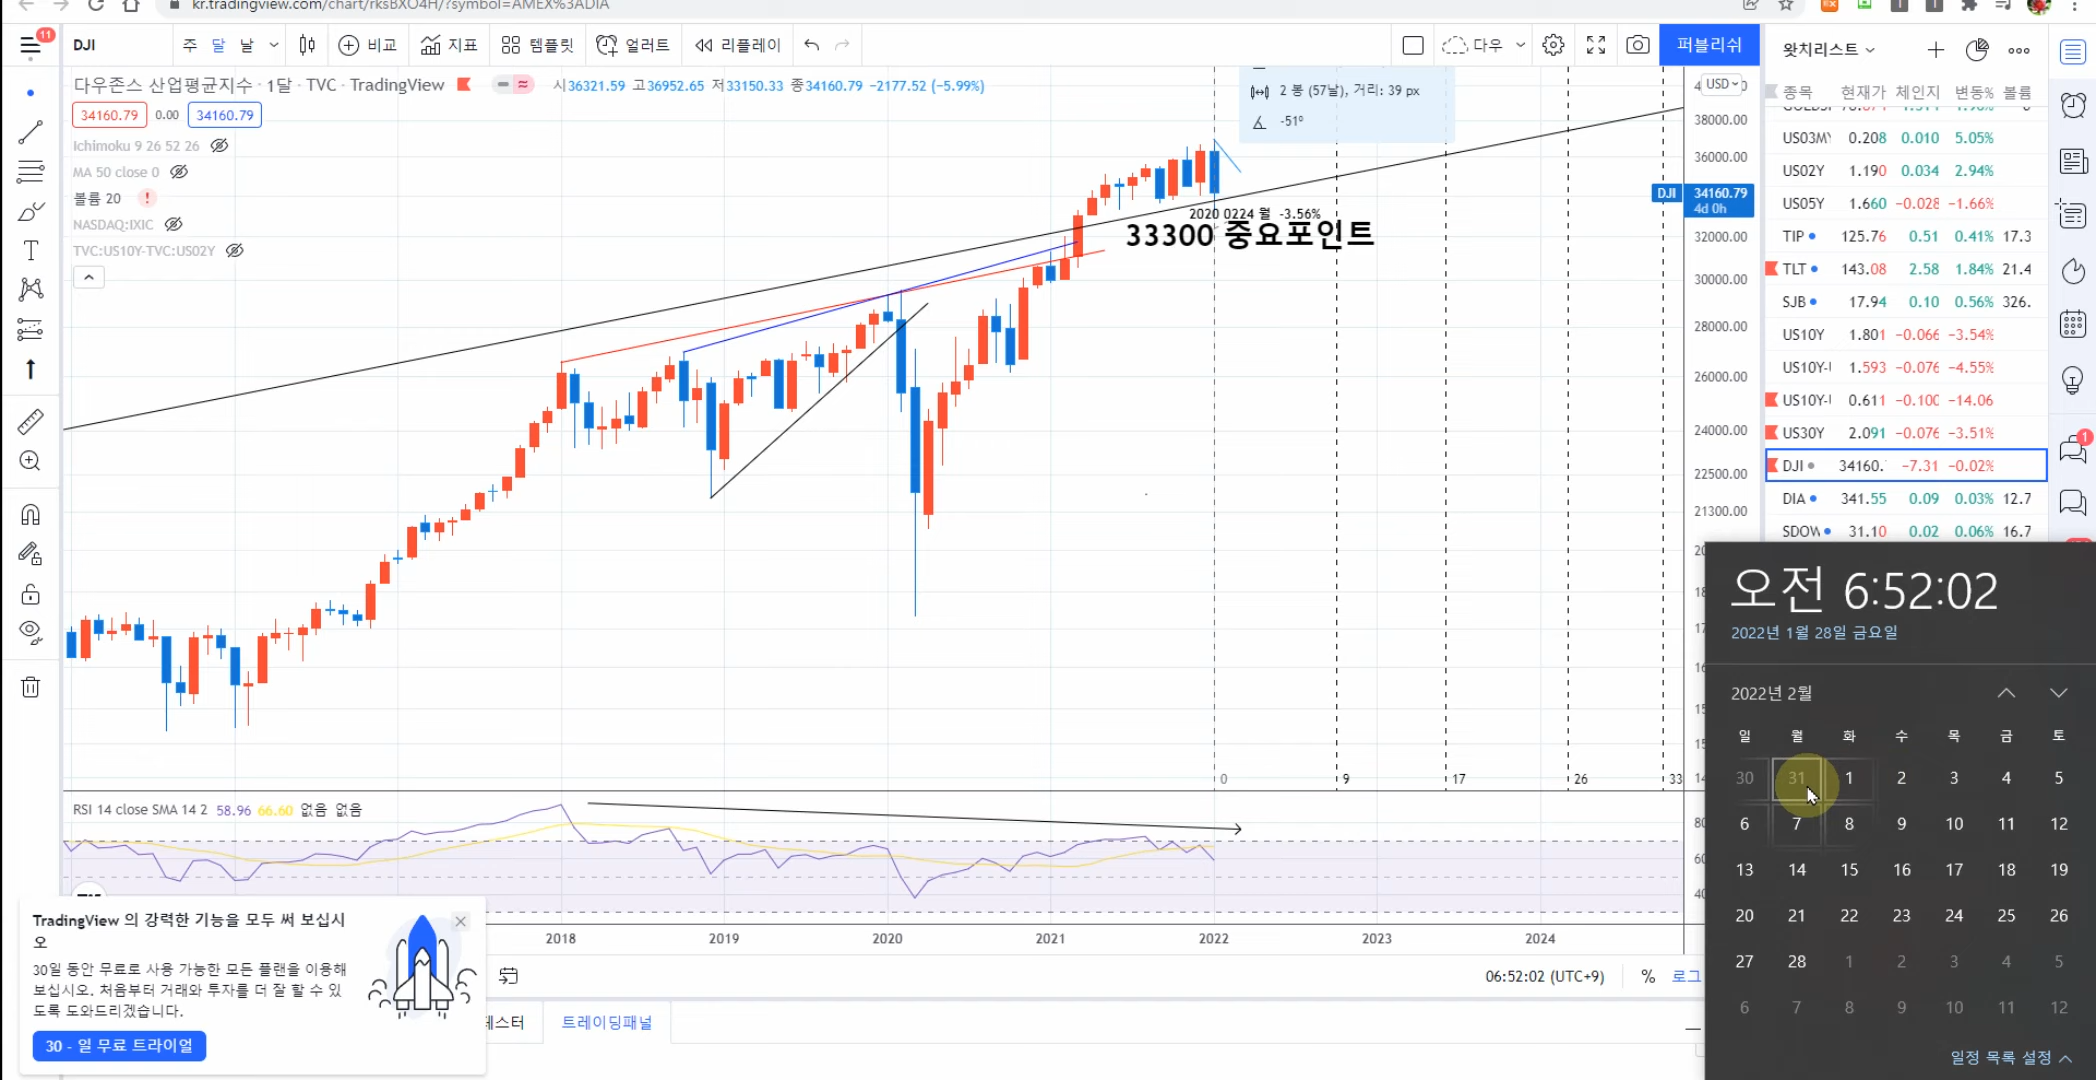 kr.tradingview.com/chart/rksBXO4H/?symbol=AMEX%3ADIA
11
DJI
주 달 날
비교
지표
템플릿
얼러트
리플레이
다우
퍼블리쉬
왓치리스트
다우존스 산업평균지수 · 1달 · TVC · TradingView
시36321.59 고36952.65 저33150.33 종34160.79 −2177.52 (−5.99%)
34160.79 0.00 34160.79
Ichimoku 9 26 52 26
MA 50 close 0
볼륨 20 !
NASDAQ:IXIC
TVC:US10Y-TVC:US02Y
2 봉 (57날), 거리: 39 px
-51º
2020 0224 월 -3.56%
33300 중요포인트
USD
38000.00
36000.00
DJI 34160.79
4d 0h
32000.00
30000.00
28000.00
26000.00
24000.00
22500.00
21300.00
0 9 17 26 33
종목 현재가 체인지 변동% 볼륨
US03M 0.208 0.010 5.05%
US02Y 1.190 0.034 2.94%
US05Y 1.660 −0.028 −1.66%
TIP 125.76 0.51 0.41% 17.3
TLT 143.08 2.58 1.84% 21.4
SJB 17.94 0.10 0.56% 326.
US10Y 1.801 −0.066 −3.54%
US10Y-I 1.593 −0.076 −4.55%
US10Y-I 0.611 −0.100 −14.06
US30Y 2.091 −0.076 −3.51%
DJI 34160. −7.31 −0.02%
DIA 341.55 0.09 0.03% 12.7
SDOW 31.10 0.02 0.06% 16.7
1
RSI 14 close SMA 14 2 58.96 66.60 없음 없음
2018 2019 2020 2021 2022 2023 2024
06:52:02 (UTC+9) % 로그
테스터 트레이딩패널
TradingView 의 강력한 기능을 모두 써 보십시
오
30일 동안 무료로 사용 가능한 모든 플랜을 이용해
보십시오. 처음부터 거래와 투자를 더 잘 할 수 있
도록 도와드리겠습니다.
30 - 일 무료 트라이얼
오전 6:52:02
2022년 1월 28일 금요일
2022년 2월
일 월 화 수 목 금 토
30 31 1 2 3 4 5
6 7 8 9 10 11 12
13 14 15 16 17 18 19
20 21 22 23 24 25 26
27 28 1 2 3 4 5
6 7 8 9 10 11 12
일정 목록 설정